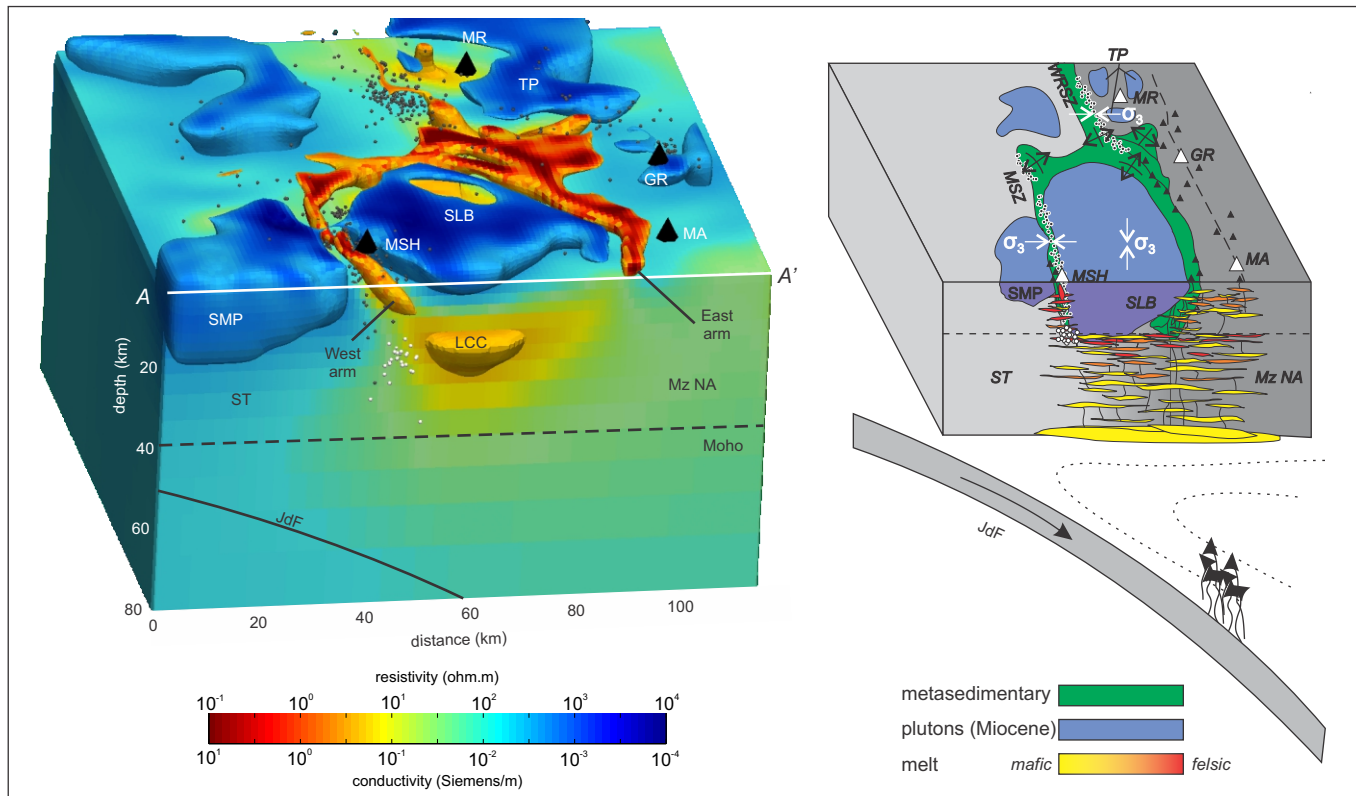 MR
TP
GR
SLB
MA
MSH
A
A'
SMP
East
arm
West
arm
LCC
ST
Mz NA
Moho
JdF
depth (km)
20
40
60
80
0
20
40
60
80
100
distance (km)
resistivity (ohm.m)
10-1 100 101 102 103 104
101 100 10-1 10-2 10-3 10-4
conductivity (Siemens/m)
TP
WRSZ
MR
σ3
GR
MSZ
σ3
σ3
MA
MSH
SMP
SLB
ST
Mz NA
JdF
metasedimentary
plutons (Miocene)
melt
mafic
felsic